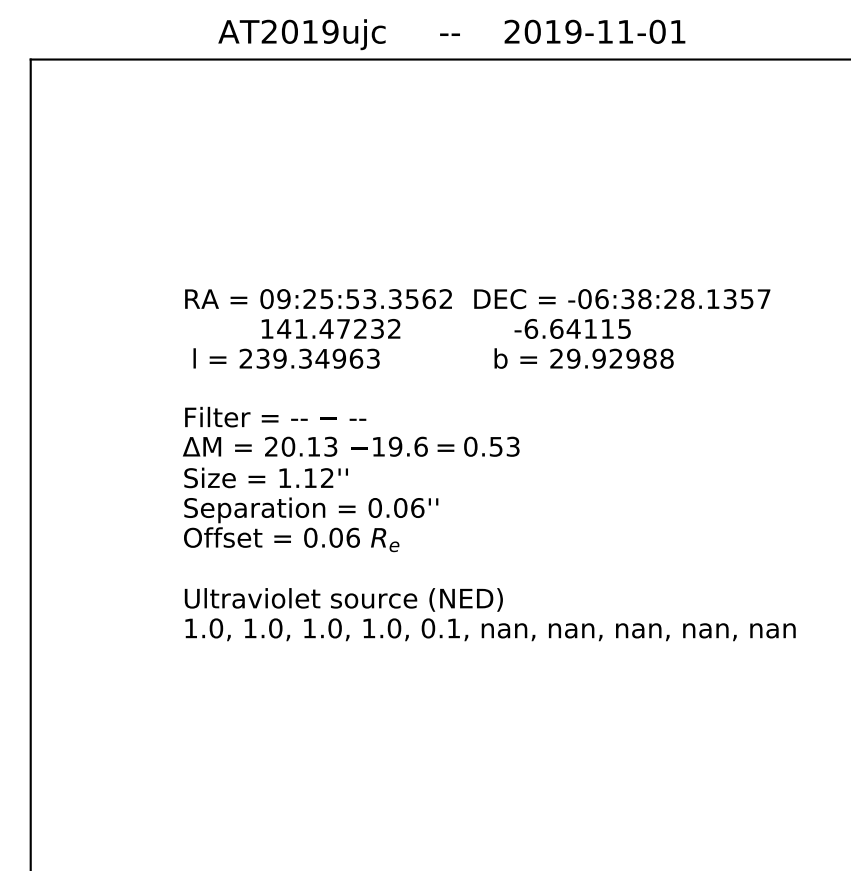 AT2019ujc -- 2019-11-01
RA = 09:25:53.3562 DEC = -06:38:28.1357
141.47232 -6.64115
l = 239.34963 b = 29.92988
Filter = -- − --
ΔM = 20.13 −19.6 = 0.53
Size = 1.12''
Separation = 0.06''
Offset = 0.06 Re
Ultraviolet source (NED)
1.0, 1.0, 1.0, 1.0, 0.1, nan, nan, nan, nan, nan